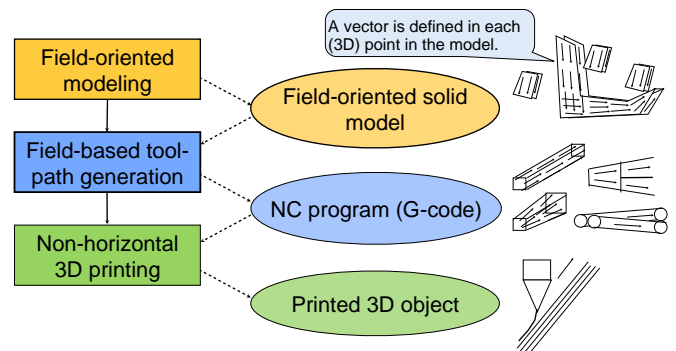 A vector is defined in each
(3D) point in the model.
Field-oriented
modeling
Field-oriented solid
model
Field-based tool-
path generation
NC program (G-code)
Non-horizontal
3D printing
Printed 3D object